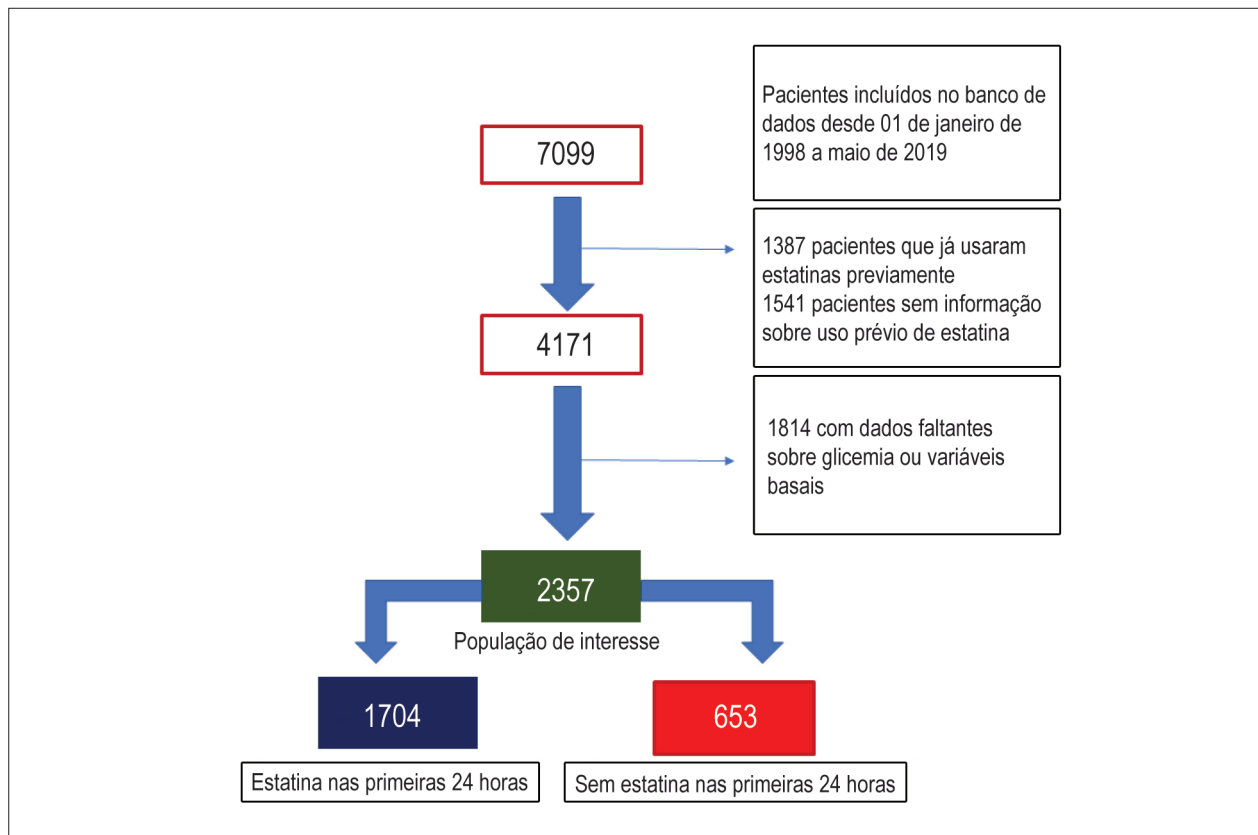 7099
Pacientes incluídos no banco de
dados desde 01 de janeiro de
1998 a maio de 2019
1387 pacientes que já usaram
estatinas previamente
1541 pacientes sem informação
sobre uso prévio de estatina
4171
1814 com dados faltantes
sobre glicemia ou variáveis
basais
2357
População de interesse
1704
653
Estatina nas primeiras 24 horas
Sem estatina nas primeiras 24 horas